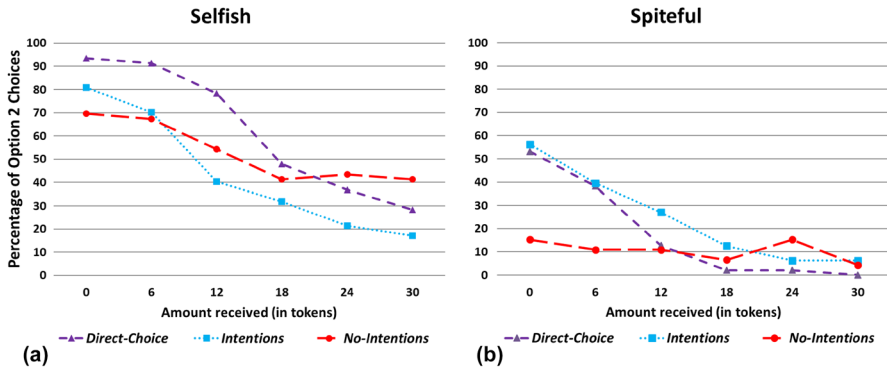 Selfish
Percentage of Option 2 Choices
100
90
80
70
60
50
40
30
20
10
0
0 6 12 18 24 30
Amount received (in tokens)
Direct-Choice Intentions No-Intentions
(a)
Spiteful
100
90
80
70
60
50
40
30
20
10
0
0 6 12 18 24 30
Amount received (in tokens)
Direct-Choice Intentions No-Intentions
(b)